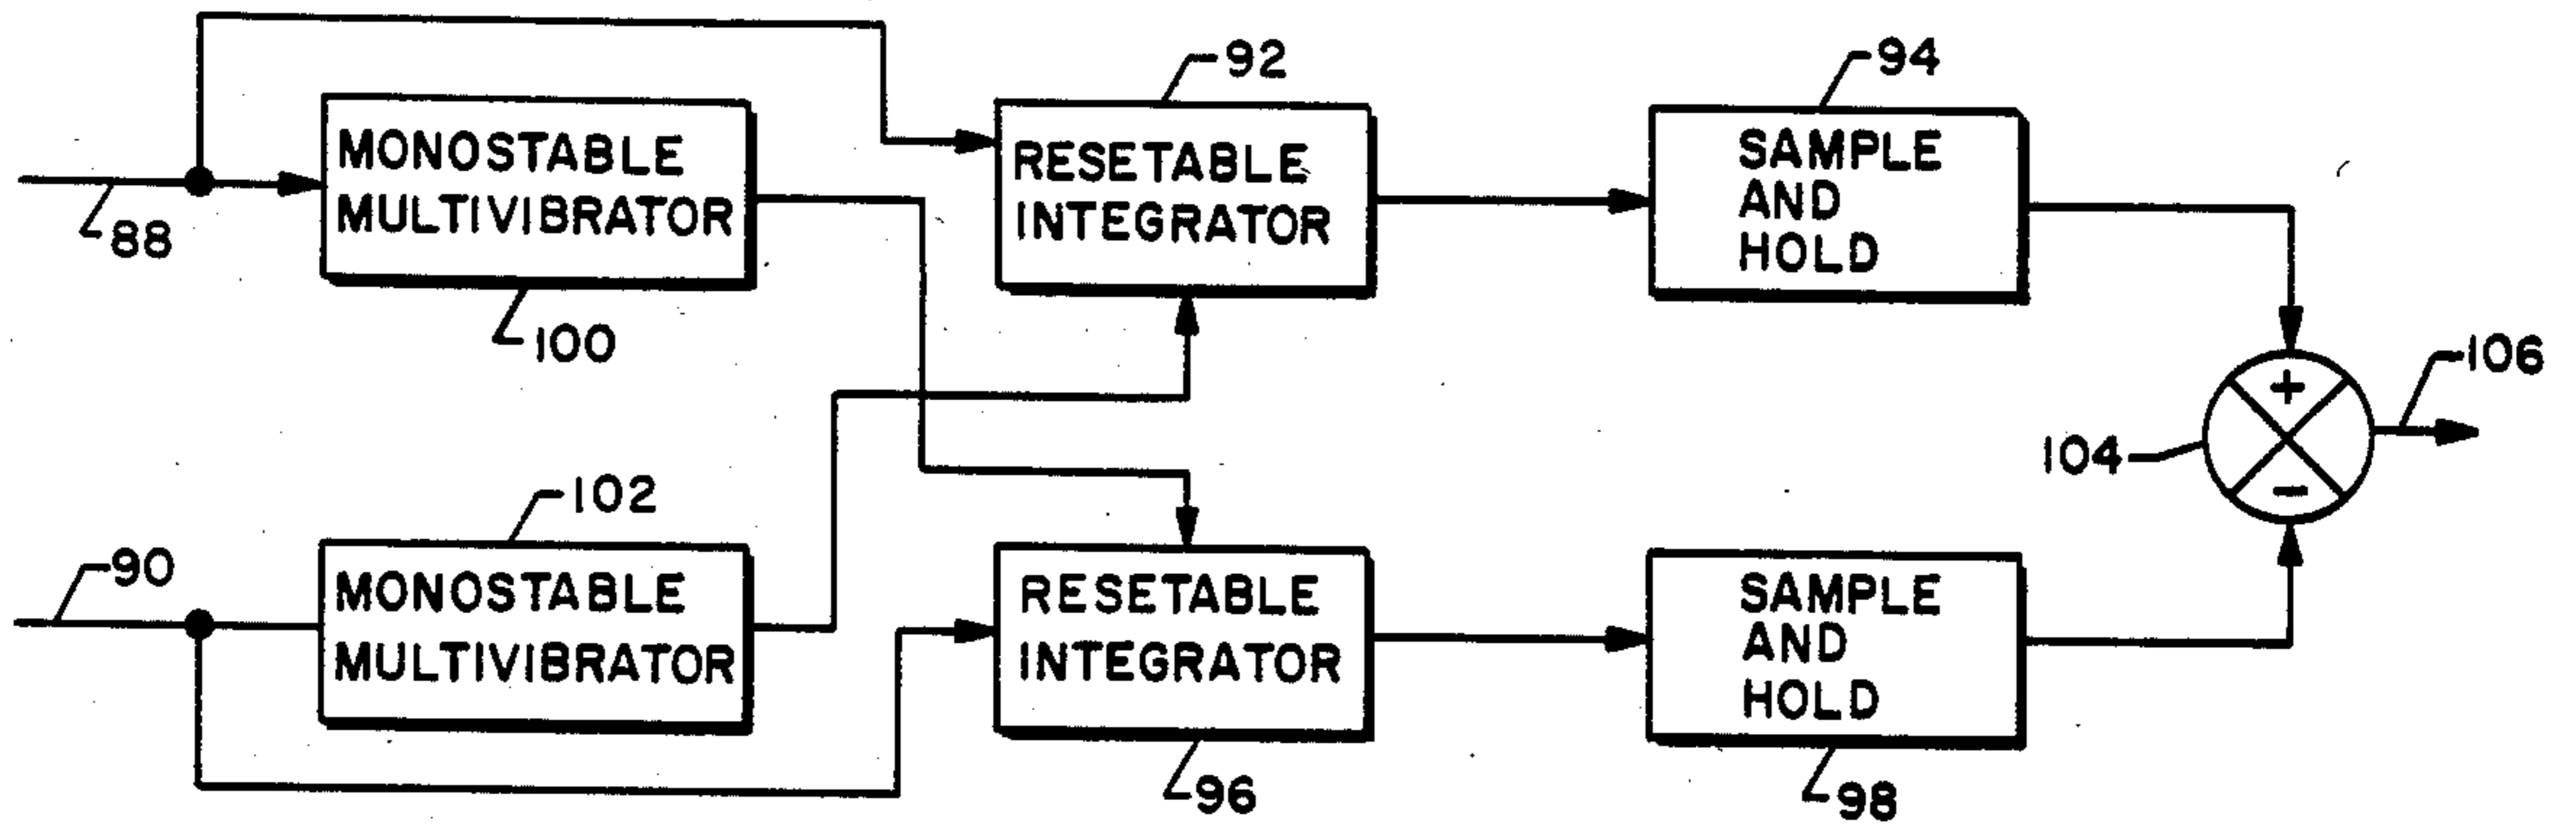 92
94
MONOSTABLE
MULTIVIBRATOR
RESETABLE
INTEGRATOR
SAMPLE
AND
HOLD
88
100
+
106
104
-
102
90
MONOSTABLE
MULTIVIBRATOR
RESETABLE
INTEGRATOR
SAMPLE
AND
HOLD
96
98